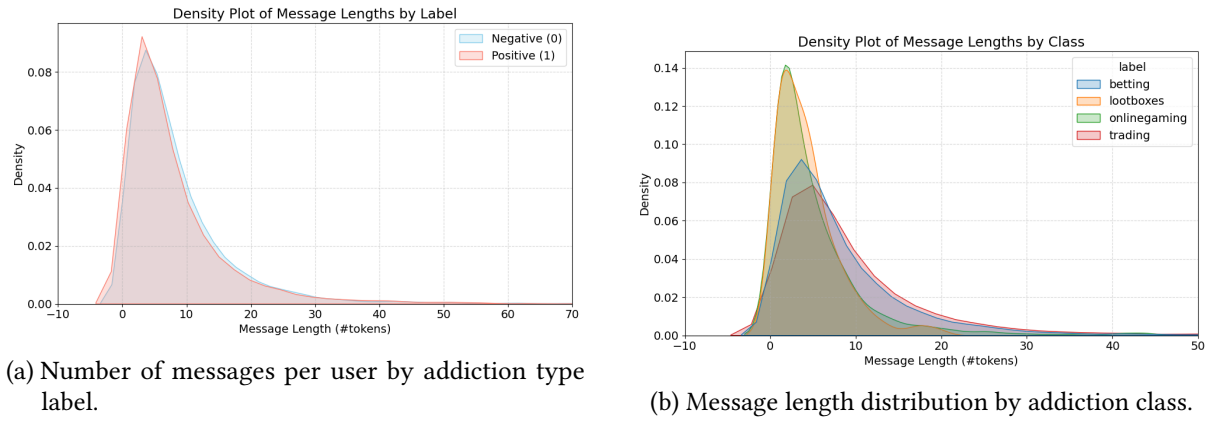 Density Plot of Message Lengths by Label
Negative (0)
Positive (1)
Density
0.08
0.06
0.04
0.02
0.00
−10 0 10 20 30 40 50 60 70
Message Length (#tokens)
(a) Number of messages per user by addiction type
label.
Density Plot of Message Lengths by Class
label
betting
lootboxes
onlinegaming
trading
Density
0.14
0.12
0.10
0.08
0.06
0.04
0.02
0.00
−10 0 10 20 30 40 50
Message Length (#tokens)
(b) Message length distribution by addiction class.